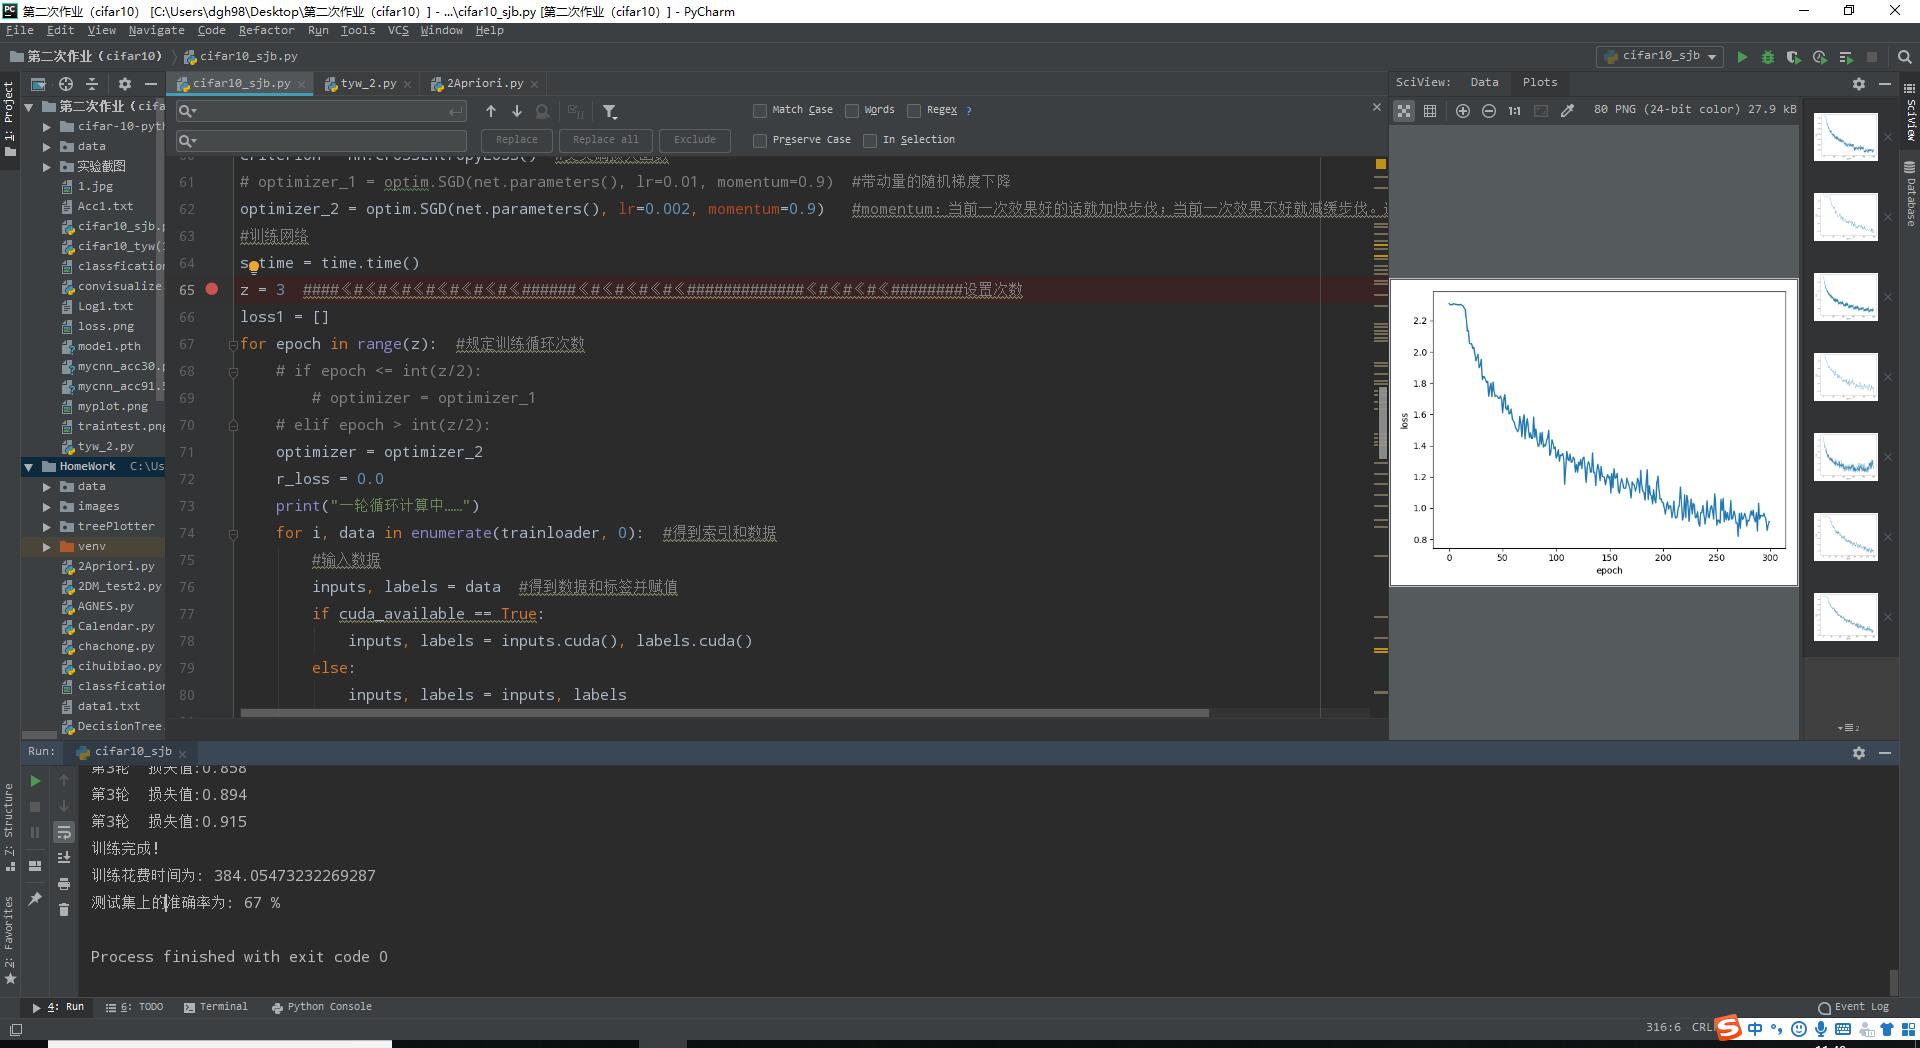 第二次作业（cifar10） [C:\Users\dgh98\Desktop\第二次作业（cifar10）] - ...\cifar10_sjb.py [第二次作业（cifar10）] - PyCharm
File Edit View Navigate Code Refactor Run Tools VCS Window Help
第二次作业（cifar10） cifar10_sjb.py
cifar10_sjb
cifar10_sjb.py tyw_2.py 2Apriori.py
SciView: Data Plots
Match Case Words Regex ?
Replace Replace all Exclude Preserve Case In Selection
80 PNG (24-bit color) 27.9 kB
1:1
1: Project
第二次作业（cifa
cifar-10-pyth
data
实验截图
1.jpg
Acc1.txt
cifar10_sjb.p
cifar10_tyw(
classfication
convisualize.
Log1.txt
loss.png
model.pth
mycnn_acc30.p
mycnn_acc91.
myplot.png
traintest.png
tyw_2.py
HomeWork C:\Us
data
images
treePlotter
venv
2Apriori.py
2DM_test2.py
AGNES.py
Calendar.py
chachong.py
cihuibiao.py
classfication
data1.txt
DecisionTree.
61 # optimizer_1 = optim.SGD(net.parameters(), lr=0.01, momentum=0.9) #带动量的随机梯度下降
62 optimizer_2 = optim.SGD(net.parameters(), lr=0.002, momentum=0.9) #momentum：当前一次效果好的话就加快步伐；当前一次效果不好就减缓步伐。
63 #训练网络
64 s_time = time.time()
65 z = 3 ####《#《#《#《#《#《#《######《#《#《#《#############《#《#《########设置次数
66 loss1 = []
67 for epoch in range(z): #规定训练循环次数
68 # if epoch <= int(z/2):
69 # optimizer = optimizer_1
70 # elif epoch > int(z/2):
71 optimizer = optimizer_2
72 r_loss = 0.0
73 print("一轮循环计算中……")
74 for i, data in enumerate(trainloader, 0): #得到索引和数据
75 #输入数据
76 inputs, labels = data #得到数据和标签并赋值
77 if cuda_available == True:
78 inputs, labels = inputs.cuda(), labels.cuda()
79 else:
80 inputs, labels = inputs, labels
2.2
2.0
1.8
1.6
1.4
1.2
1.0
0.8
loss
0 50 100 150 200 250 300
epoch
SciView
Database
Run: cifar10_sjb
第3轮 损失值:0.858
第3轮 损失值:0.894
第3轮 损失值:0.915
训练完成!
训练花费时间为: 384.05473232269287
测试集上的准确率为: 67 %
Process finished with exit code 0
Z: Structure
2: Favorites
4: Run 6: TODO Terminal Python Console
Event Log
316:6 CRL
中